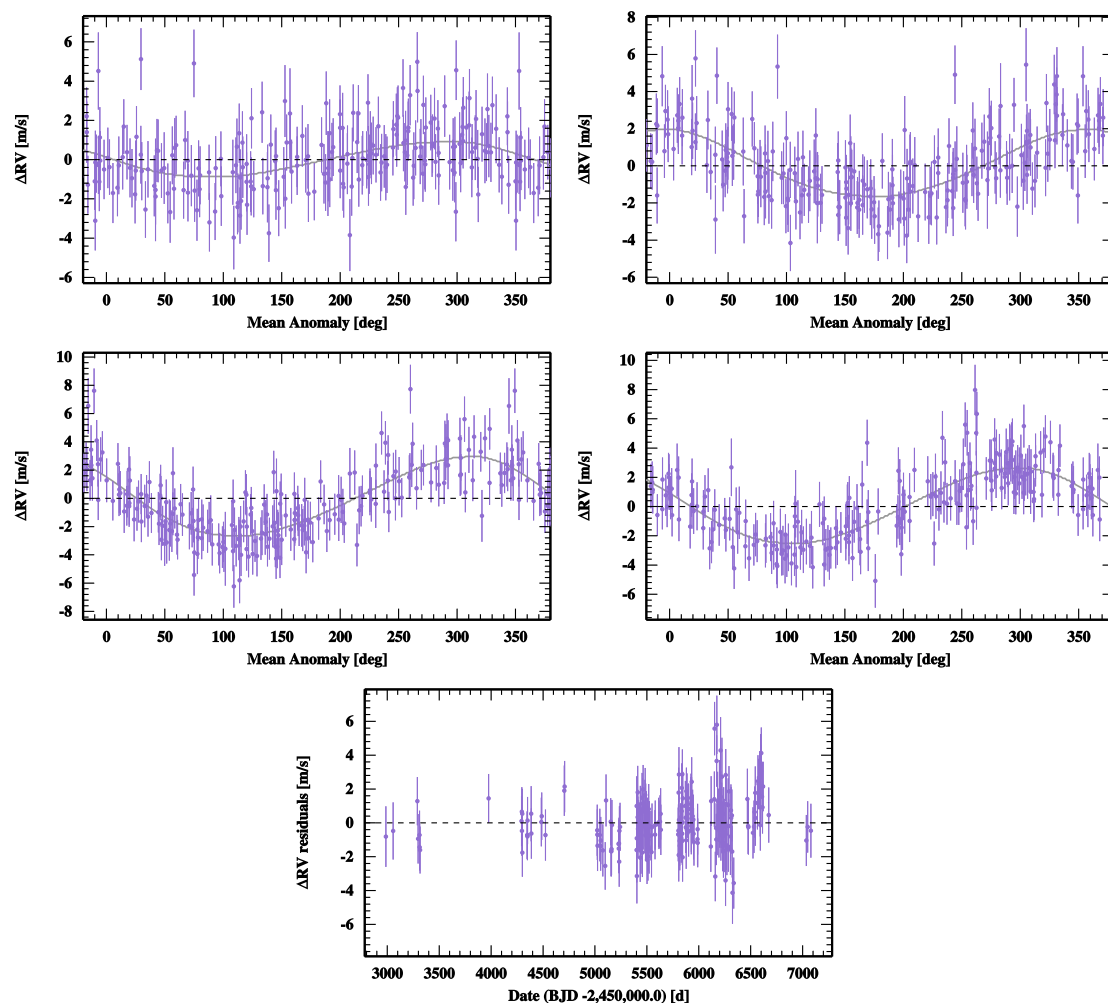 6
4
2
0
-2
-4
-6
ΔRV [m/s]
0 50 100 150 200 250 300 350
Mean Anomaly [deg]
8
6
4
2
0
-2
-4
-6
ΔRV [m/s]
0 50 100 150 200 250 300 350
Mean Anomaly [deg]
10
8
6
4
2
0
-2
-4
-6
-8
ΔRV [m/s]
0 50 100 150 200 250 300 350
Mean Anomaly [deg]
10
8
6
4
2
0
-2
-4
-6
ΔRV [m/s]
0 50 100 150 200 250 300 350
Mean Anomaly [deg]
6
4
2
0
-2
-4
-6
ΔRV residuals [m/s]
3000 3500 4000 4500 5000 5500 6000 6500 7000
Date (BJD -2,450,000.0) [d]